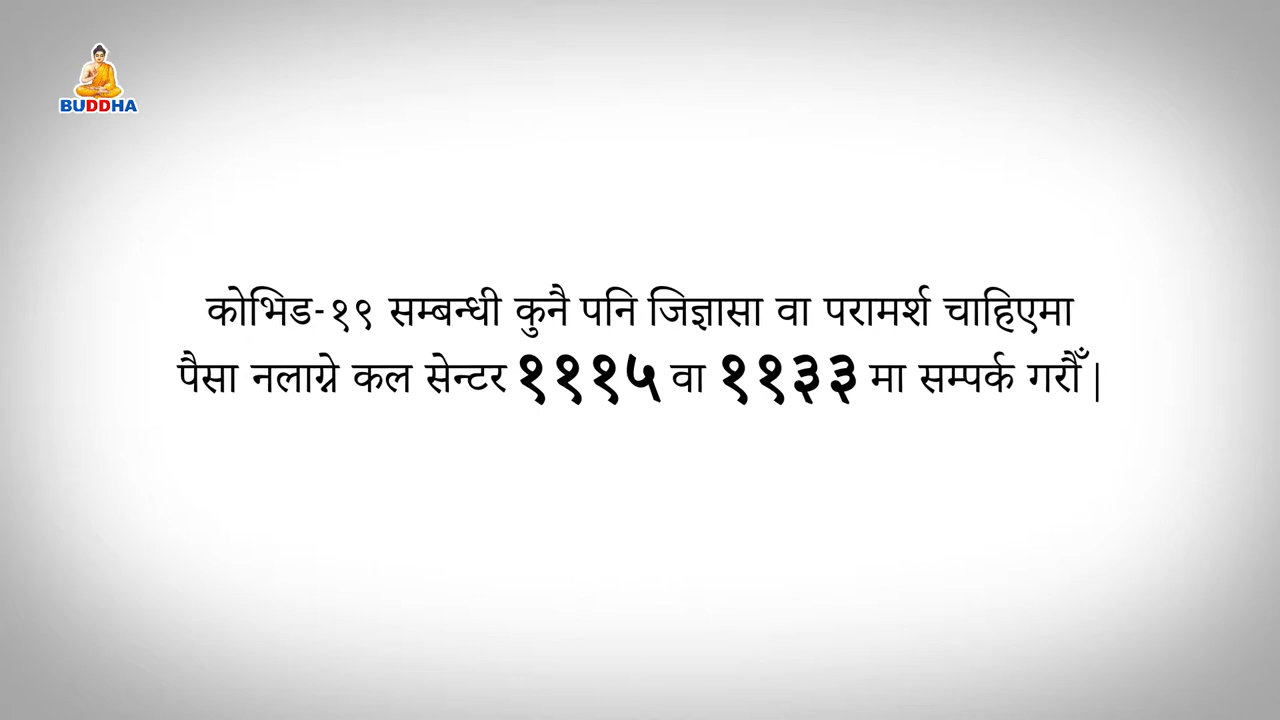 BUDDHA
कोभिड-१९ सम्बन्धी कुनै पनि जिज्ञासा वा परामर्श चाहिएमा
पैसा नलाग्ने कल सेन्टर १११५ वा ११३३ मा सम्पर्क गरौँ |